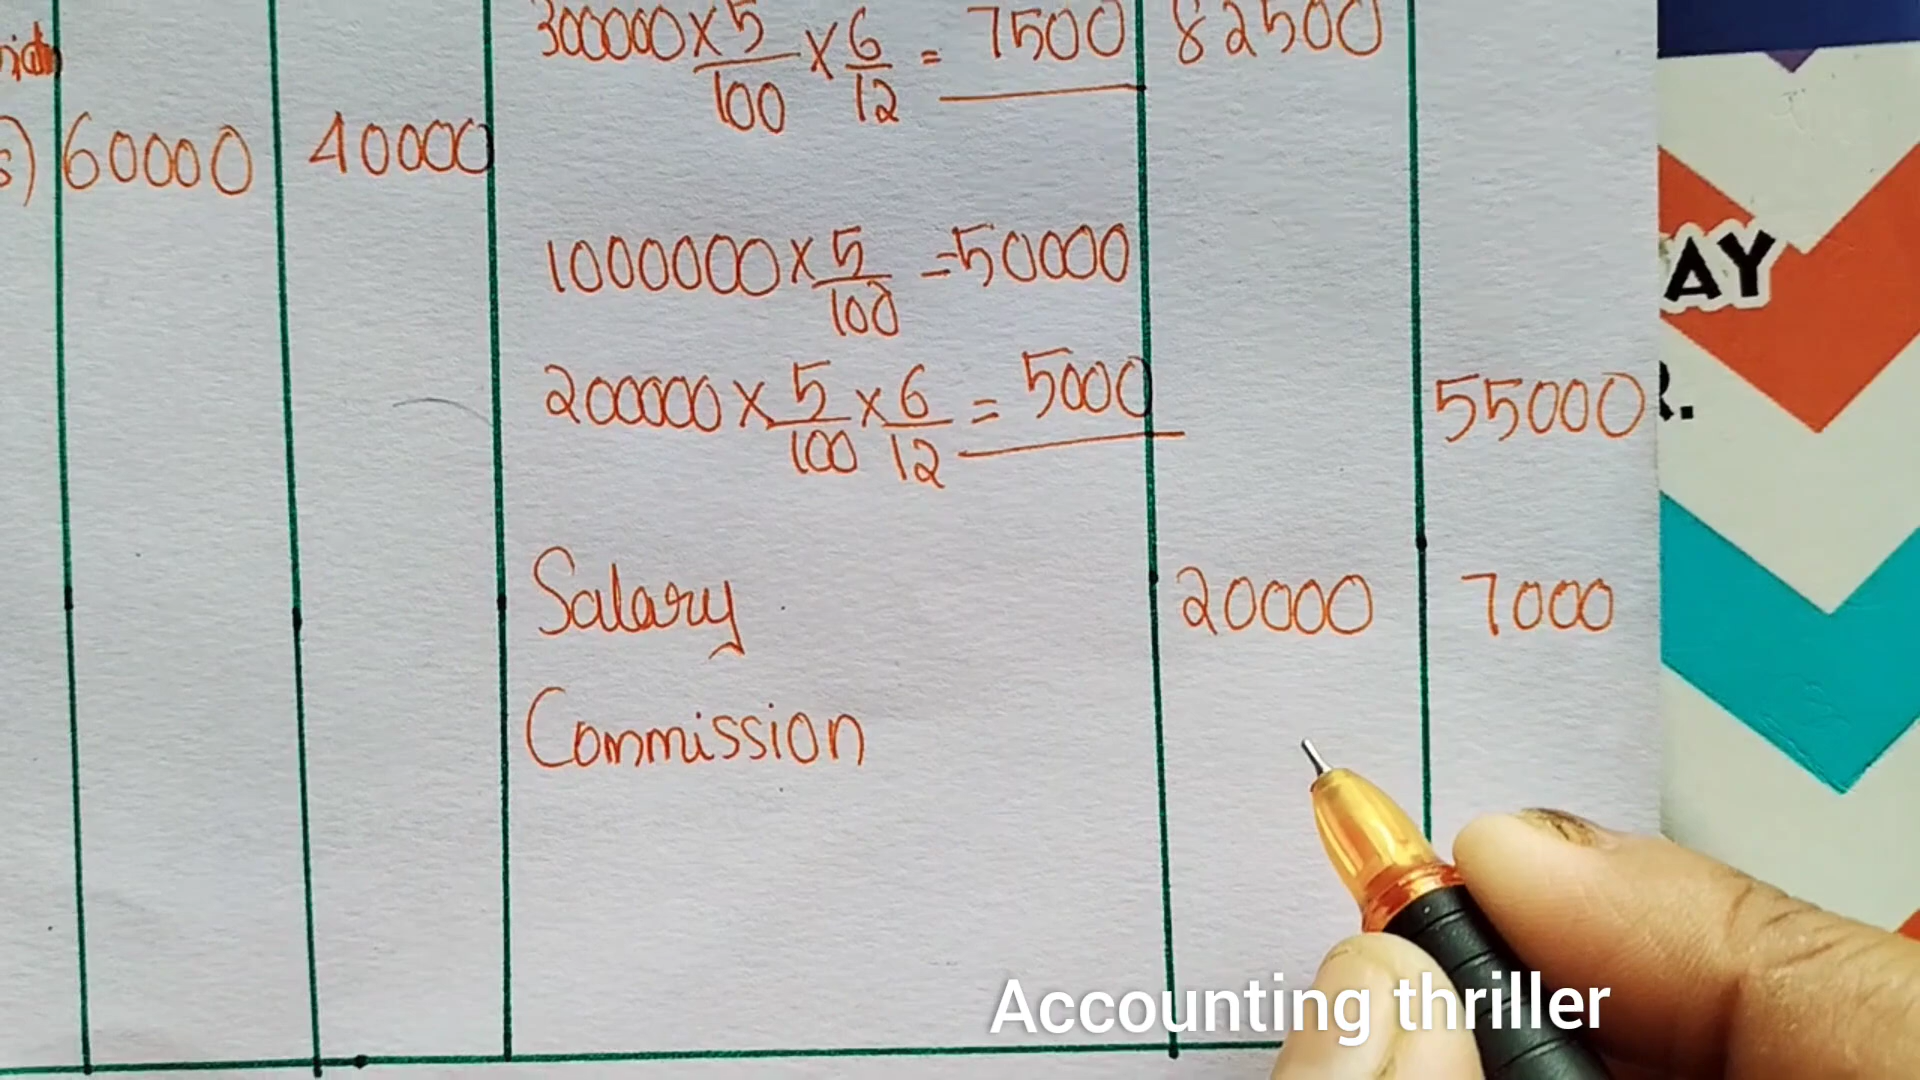 300000 × 5/100 × 6/12 = 7500 82500
60000 40000
1000000 × 5/100 = 50000
AY
200000 × 5/100 × 6/12 = 5000 55000
R.
Salary 20000 7000
Commission
Accounting thriller